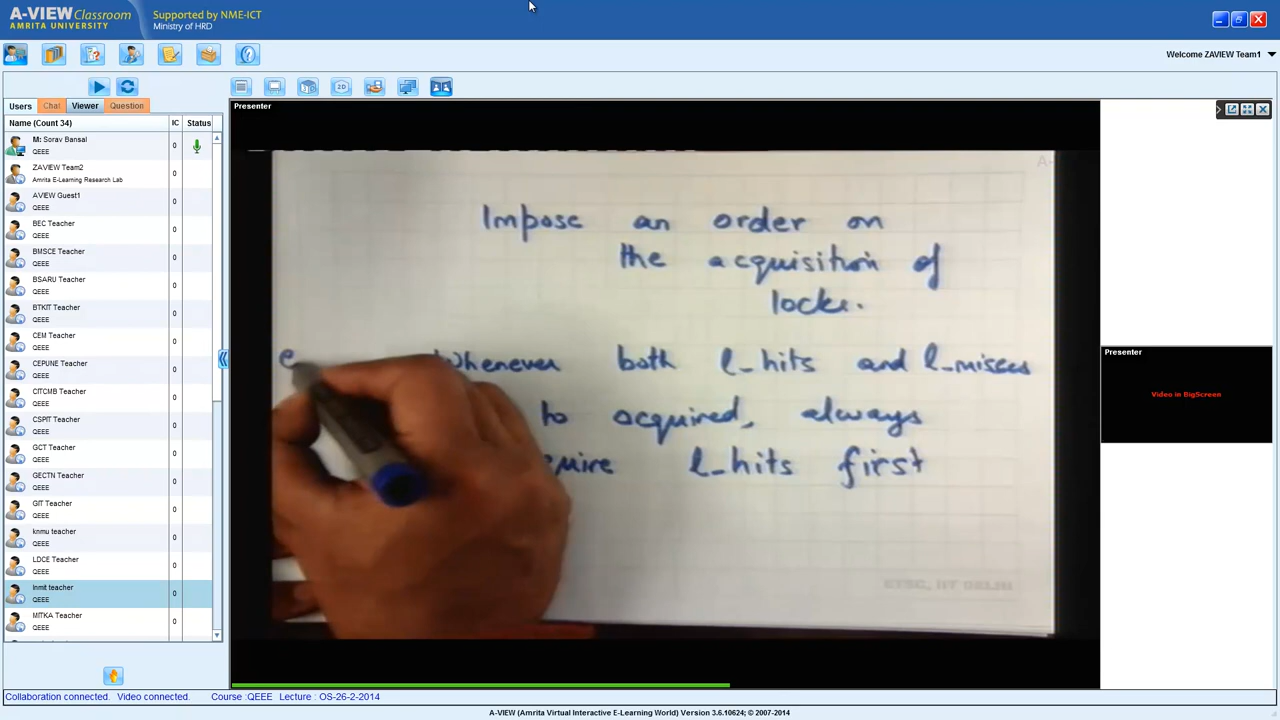 A-VIEW Classroom
AMRITA UNIVERSITY
Supported by NME-ICT
Ministry of HRD
Welcome ZAVIEW Team1
Users Chat Viewer Question
Name (Count 34) IC Status
M: Sorav Bansal
QEEE 0
ZAVIEW Team2
Amrita E-Learning Research Lab 0
AVIEW Guest1
QEEE 0
BEC Teacher
QEEE 0
BMSCE Teacher
QEEE 0
BSARU Teacher
QEEE 0
BTKIT Teacher
QEEE 0
CEM Teacher
QEEE 0
CEPUNE Teacher
QEEE 0
CITCMB Teacher
QEEE 0
CSPIT Teacher
QEEE 0
GCT Teacher
QEEE 0
GECTN Teacher
QEEE 0
GIT Teacher
QEEE 0
knmu teacher
QEEE 0
LDCE Teacher
QEEE 0
lnmit teacher
QEEE 0
MITKA Teacher
QEEE 0
2D
Presenter
A-
Impose an order on
the acquisition of
locks.
e Whenever both l_hits and l_misses
to acquired, always
l_hits first
ETSC, IIT DELHI
Presenter
Video in BigScreen
Collaboration connected. Video connected. Course :QEEE Lecture : OS-26-2-2014
A-VIEW (Amrita Virtual Interactive E-Learning World) Version 3.6.10624; © 2007-2014